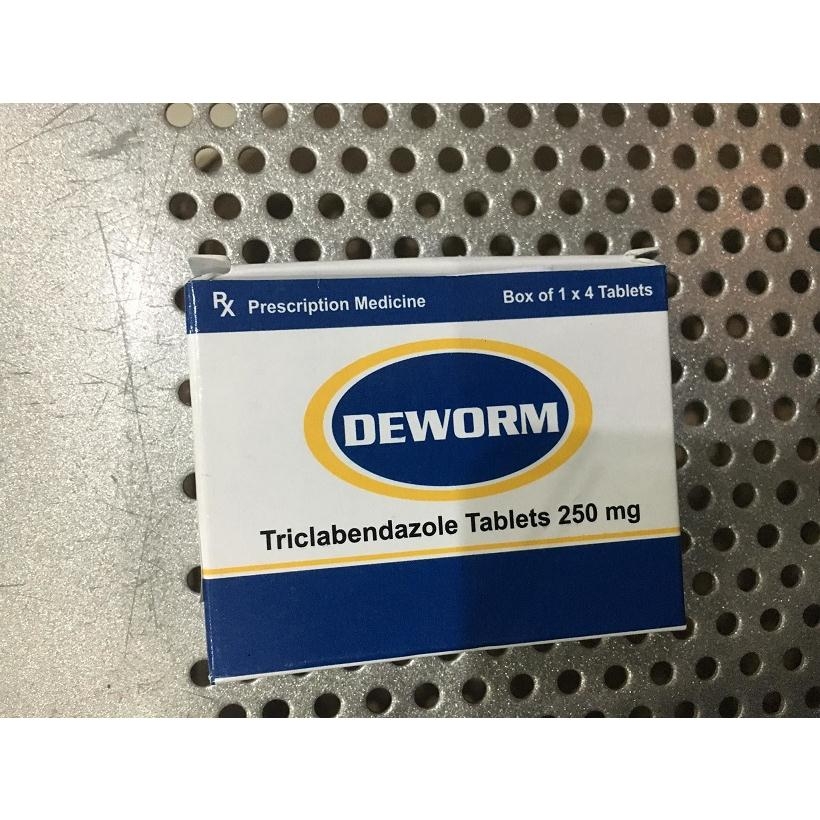 Rx Prescription Medicine
Box of 1 x 4 Tablets
DEWORM
Triclabendazole Tablets 250 mg